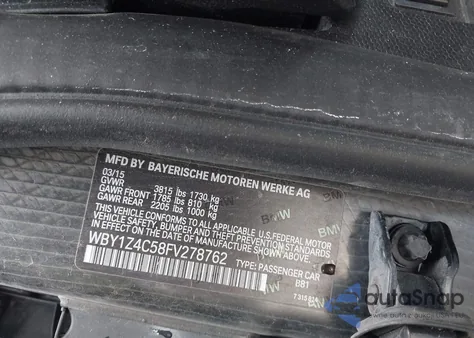 MFD BY BAYERISCHE MOTOREN WERKE AG
03/15
GVWR 3815 lbs 1730 kg
GAWR FRONT 1785 lbs 810 kg
GAWR REAR 2205 lbs 1000 kg
THIS VEHICLE CONFORMS TO ALL APPLICABLE U.S. FEDERAL MOTOR
VEHICLE SAFETY, BUMPER AND THEFT PREVENTION STANDARDS
IN EFFECT ON THE DATE OF MANUFACTURE SHOWN ABOVE.
WBY1Z4C58FV278762 TYPE: PASSENGER CAR
B81
BMW
autoSnap